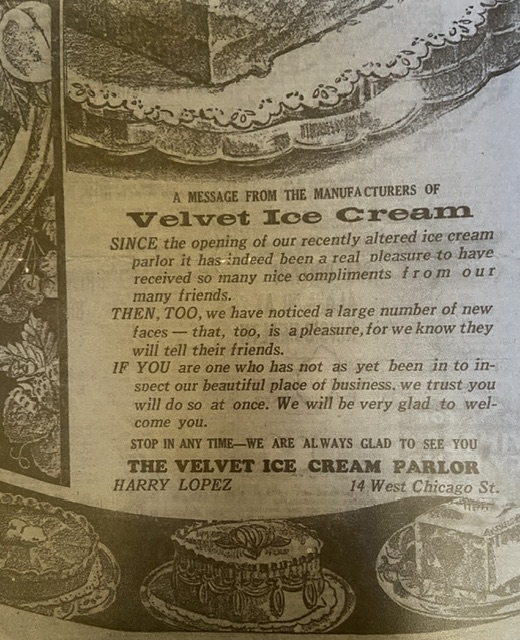 A MESSAGE FROM THE MANUFACTURERS OF
Velvet Ice Cream
SINCE the opening of our recently altered ice cream
parlor it has indeed been a real pleasure to have
received so many nice compliments from our
many friends.
THEN, TOO, we have noticed a large number of new
faces — that, too, is a pleasure, for we know they
will tell their friends.
IF YOU are one who has not as yet been in to in-
spect our beautiful place of business, we trust you
will do so at once. We will be very glad to wel-
come you.
STOP IN ANY TIME—WE ARE ALWAYS GLAD TO SEE YOU
THE VELVET ICE CREAM PARLOR
HARRY LOPEZ 14 West Chicago St.